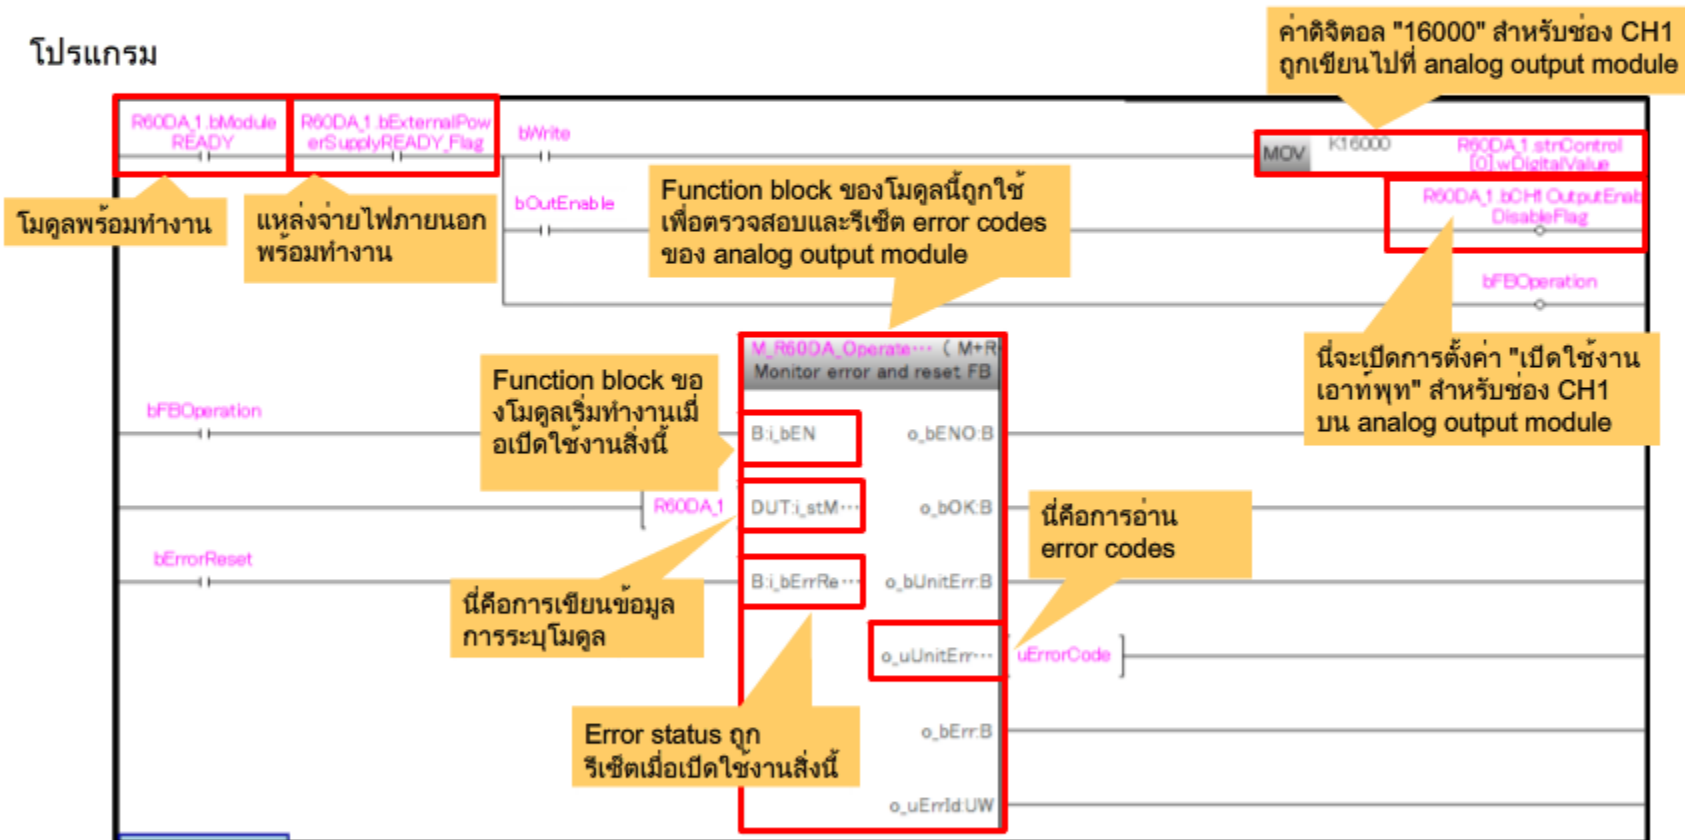 โปรแกรม
ค่าดิจิตอล "16000" สำหรับช่อง CH1
ถูกเขียนไปที่ analog output module
R60DA_1.bModule
READY
R60DA_1.bExternalPow
erSupplyREADY_Flag
bWrite
MOV
K16000
R60DA_1.strControl
[0].wDigitalValue
โมดูลพร้อมทำงาน
แหล่งจ่ายไฟภายนอก
พร้อมทำงาน
bOutEnable
Function block ของโมดูลนี้ถูกใช้
เพื่อตรวจสอบและรีเซ็ต error codes
ของ analog output module
R60DA_1.bCH1OutputEnab
DisableFlag
bFBOperation
นี่จะเปิดการตั้งค่า "เปิดใช้งาน
เอาท์พุท" สำหรับช่อง CH1
บน analog output module
M_R60DA_Operate… ( M+R
Monitor error and reset FB
Function block ขอ
งโมดูลเริ่มทำงานเมื่
อเปิดใช้งานสิ่งนี้
bFBOperation
B:i_bEN
o_bENO:B
R60DA_1
DUT:i_stM…
o_bOK:B
นี่คือการอ่าน
error codes
bErrorReset
B:i_bErrRe…
o_bUnitErr:B
นี่คือการเขียนข้อมูล
การระบุโมดูล
o_uUnitErr…
uErrorCode
Error status ถูก
รีเซ็ตเมื่อเปิดใช้งานสิ่งนี้
o_bErr:B
o_uErrId:UW